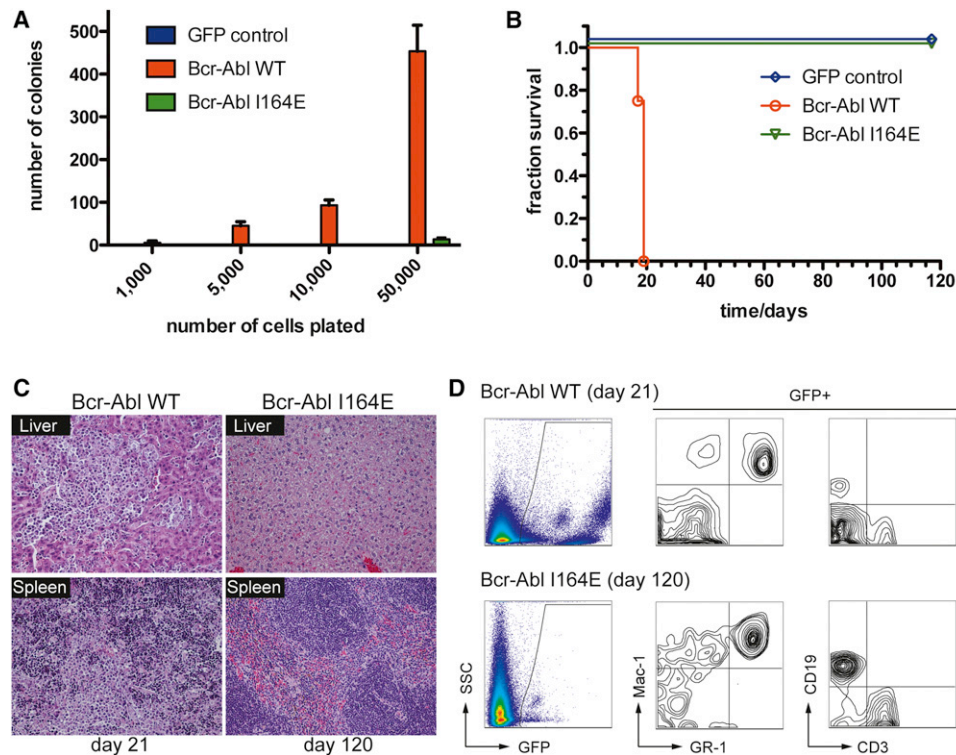 A
number of colonies
500
400
300
200
100
0
GFP control
Bcr-Abl WT
Bcr-Abl I164E
1,000
5,000
10,000
50,000
number of cells plated
B
fraction survival
1.0
0.8
0.6
0.4
0.2
0.0
GFP control
Bcr-Abl WT
Bcr-Abl I164E
0
20
40
60
80
100
120
time/days
C
Bcr-Abl WT
Bcr-Abl I164E
Liver
Liver
Spleen
Spleen
day 21
day 120
D
Bcr-Abl WT (day 21)
GFP+
Bcr-Abl I164E (day 120)
SSC
GFP
Mac-1
GR-1
CD19
CD3